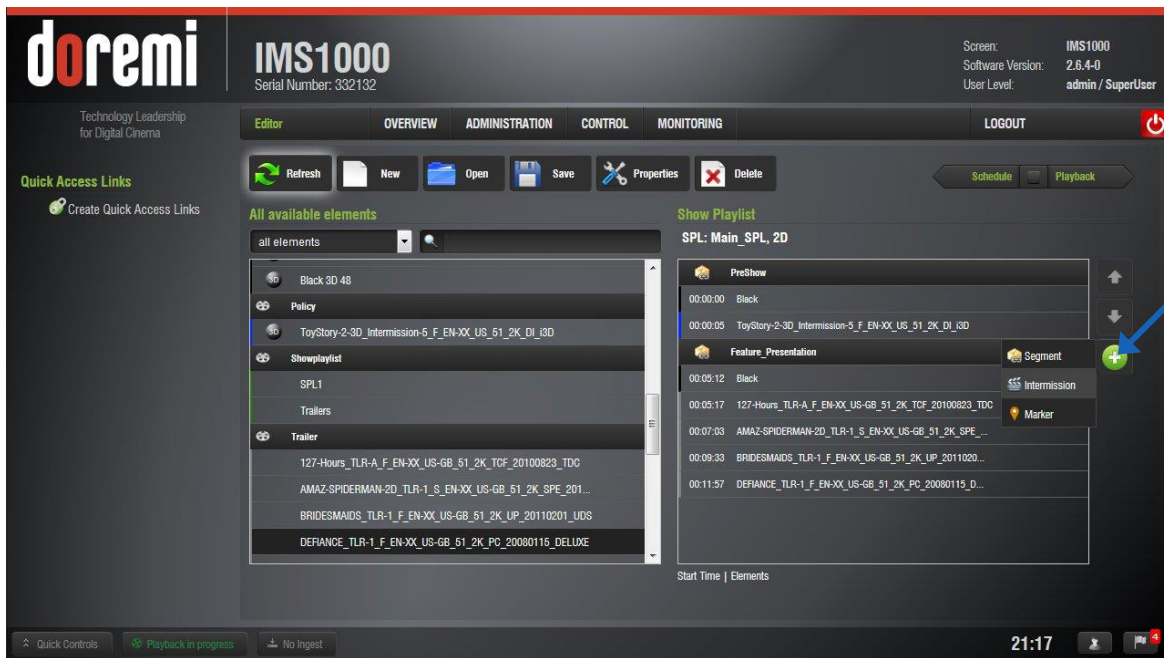 doremi
Technology Leadership
for Digital Cinema
IMS1000
Serial Number: 332132
Screen: IMS1000
Software Version: 2.6.4-0
User Level: admin / SuperUser
Editor OVERVIEW ADMINISTRATION CONTROL MONITORING LOGOUT
Quick Access Links
Create Quick Access Links
Refresh New Open Save Properties Delete
Schedule Playback
All available elements
all elements
3D Black 3D 48
Policy
3D ToyStory-2-3D_Intermission-5_F_EN-XX_US_51_2K_DI_i3D
Showplaylist
SPL1
Trailers
Trailer
127-Hours_TLR-A_F_EN-XX_US-GB_51_2K_TCF_20100823_TDC
AMAZ-SPIDERMAN-2D_TLR-1_S_EN-XX_US-GB_51_2K_SPE_201...
BRIDESMAIDS_TLR-1_F_EN-XX_US-GB_51_2K_UP_20110201_UDS
DEFIANCE_TLR-1_F_EN-XX_US-GB_51_2K_PC_20080115_DELUXE
Show Playlist
SPL: Main_SPL, 2D
PreShow
00:00:00 Black
00:00:05 ToyStory-2-3D_Intermission-5_F_EN-XX_US_51_2K_DI_i3D
Feature_Presentation
00:05:12 Black
00:05:17 127-Hours_TLR-A_F_EN-XX_US-GB_51_2K_TCF_20100823_TDC
00:07:03 AMAZ-SPIDERMAN-2D_TLR-1_S_EN-XX_US-GB_51_2K_SPE_...
00:09:33 BRIDESMAIDS_TLR-1_F_EN-XX_US-GB_51_2K_UP_2011020...
00:11:57 DEFIANCE_TLR-1_F_EN-XX_US-GB_51_2K_PC_20080115_D...
Segment
Intermission
Marker
Start Time | Elements
Quick Controls Playback in progress No Ingest 21:17 4